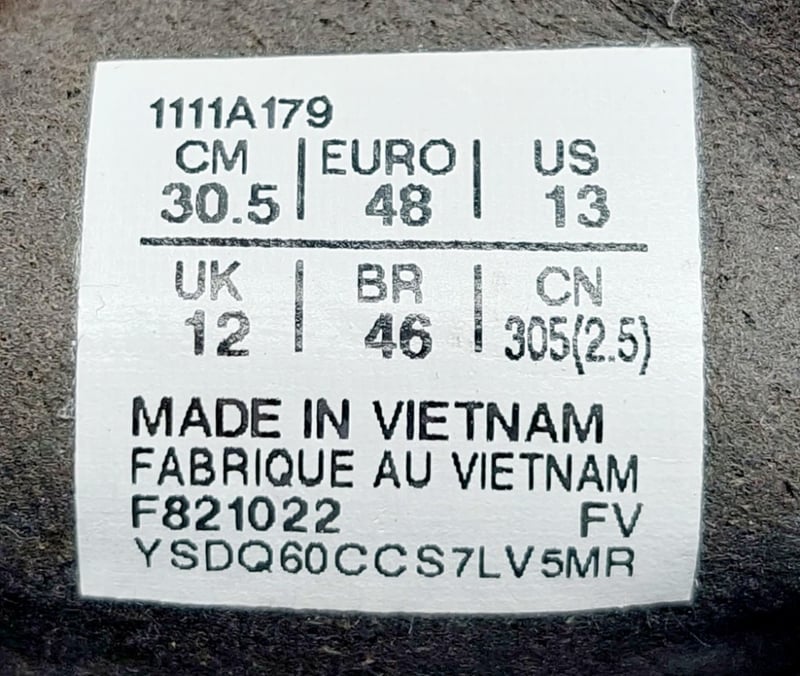 1111A179
CM | EURO | US
30.5 | 48 | 13
UK | BR | CN
12 | 46 | 305(2.5)
MADE IN VIETNAM
FABRIQUE AU VIETNAM
F821022 FV
YSDQ60CCS7LV5MR